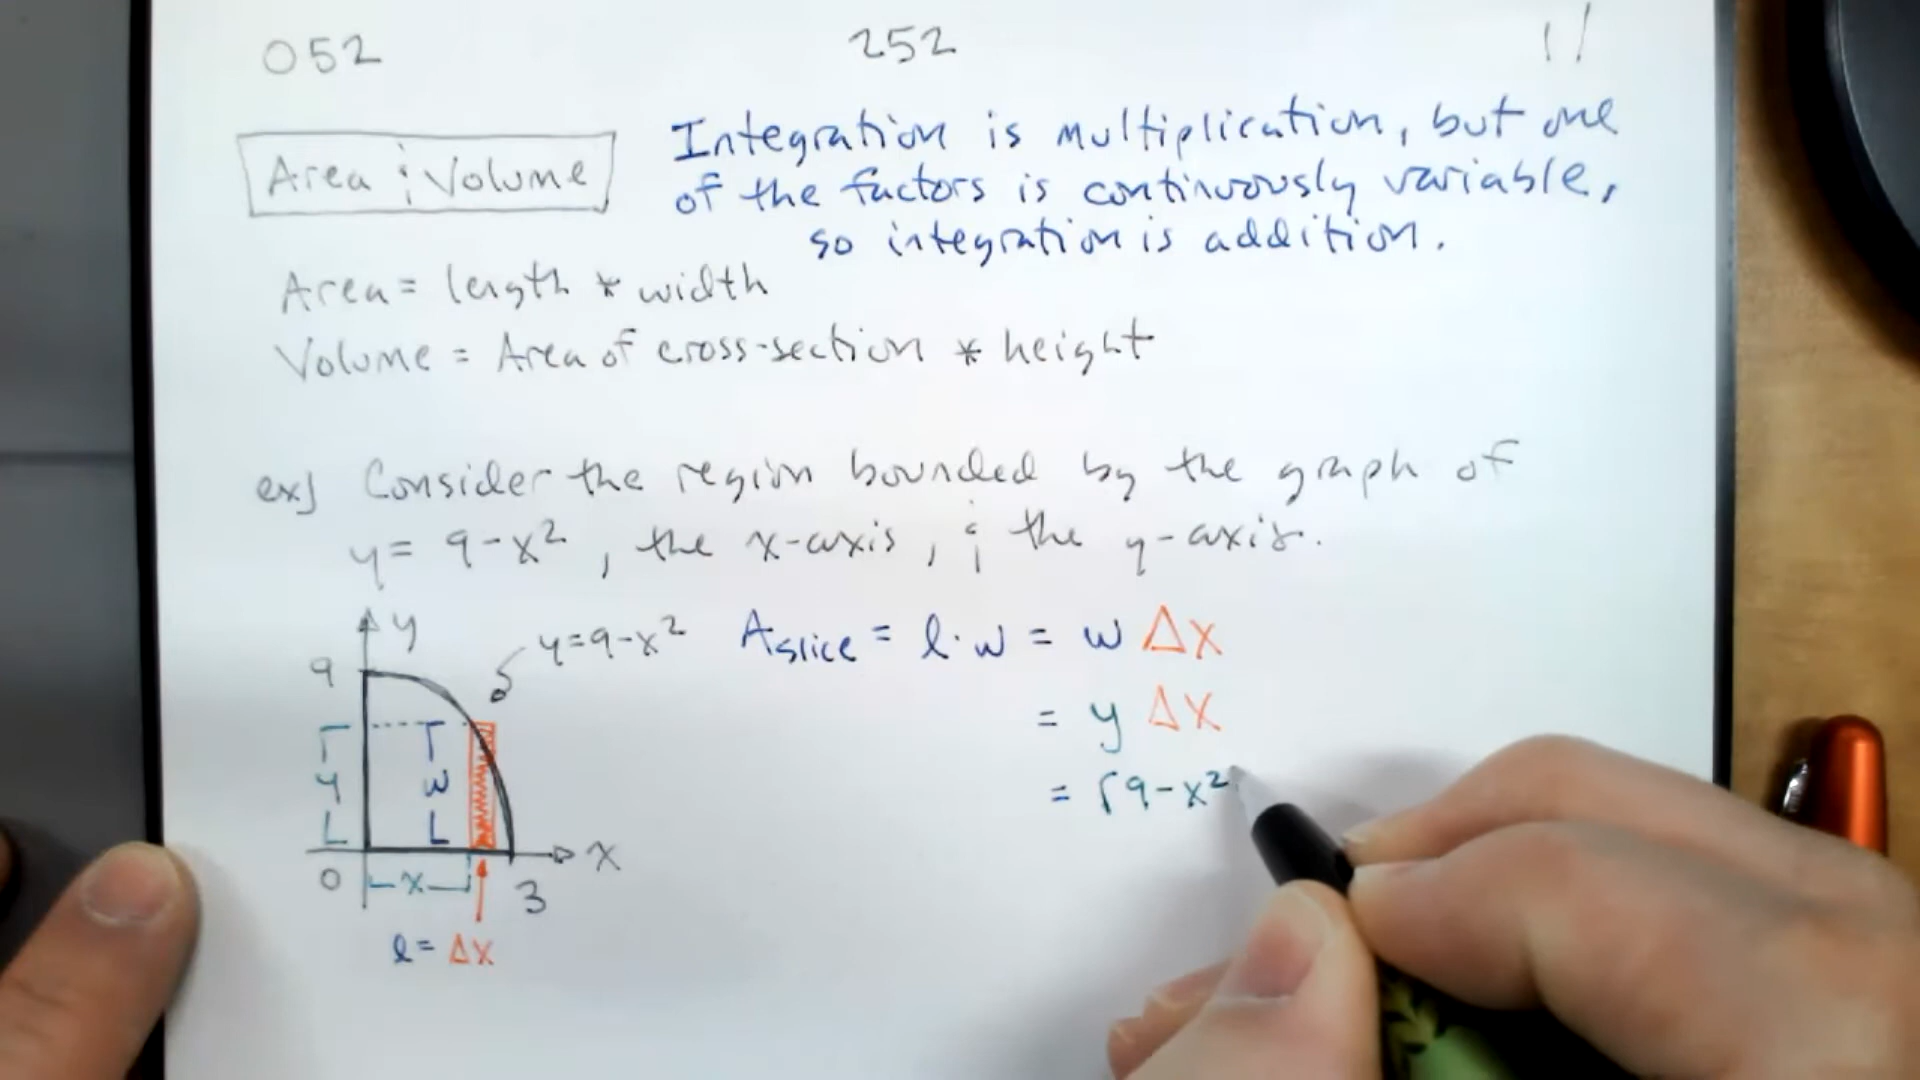 052 252 1/
Area & Volume
Integration is multiplication, but one
of the factors is continuously variable,
so integration is addition.
Area = length * width
Volume = Area of cross-section * height
ex] Consider the region bounded by the graph of
y = 9-x², the x-axis, & the y-axis.
y
y=9-x²
A_slice = l·w = w Δx
9
= y Δx
y w
= (9-x²
0 x 3 x
l = Δx